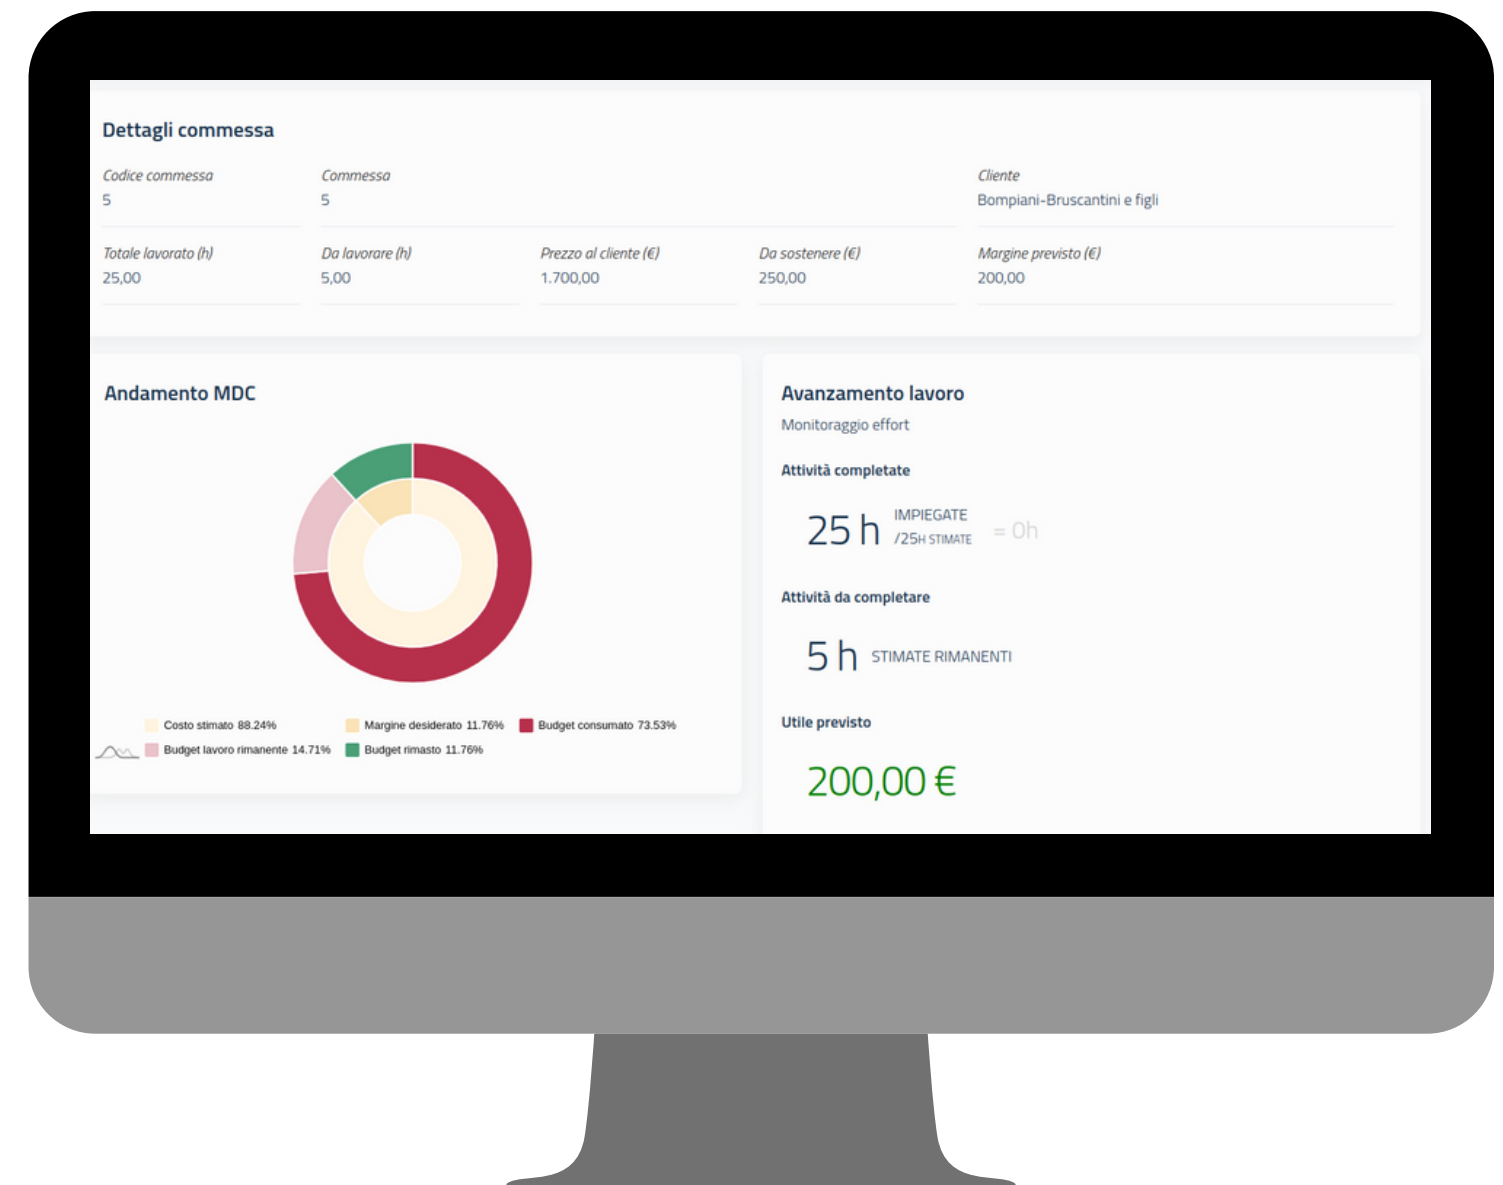 Dettagli commessa
Codice commessa Commessa Cliente
5 5 Bompiani-Bruscantini e figli
Totale lavorato (h) Da lavorare (h) Prezzo al cliente (€) Da sostenere (€) Margine previsto (€)
25,00 5,00 1.700,00 250,00 200,00
Andamento MDC
Costo stimato 88.24% Margine desiderato 11.76% Budget consumato 73.53%
Budget lavoro rimanente 14.71% Budget rimasto 11.76%
Avanzamento lavoro
Monitoraggio effort
Attività completate
25 h IMPIEGATE
/25H STIMATE = 0h
Attività da completare
5 h STIMATE RIMANENTI
Utile previsto
200,00 €